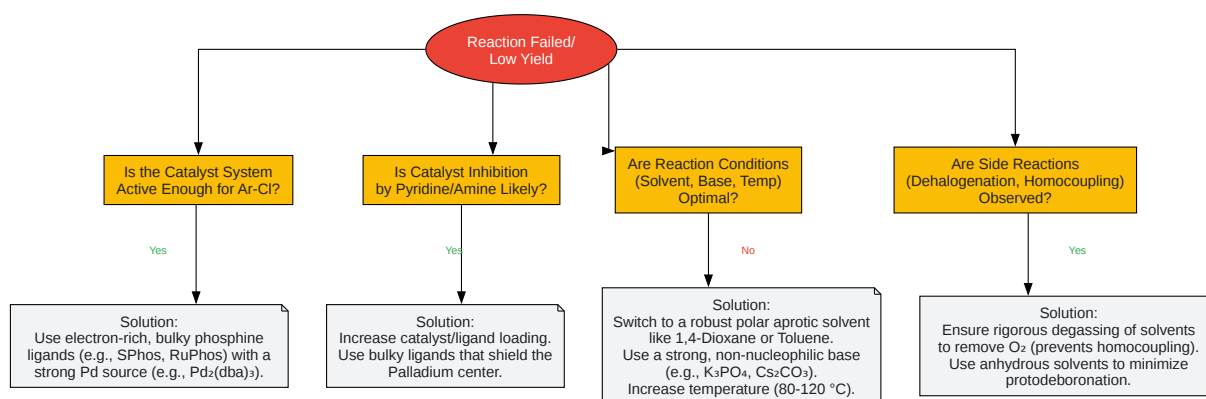 Reaction Failed/
Low Yield
Is the Catalyst System
Active Enough for Ar-Cl?
Is Catalyst Inhibition
by Pyridine/Amine Likely?
Are Reaction Conditions
(Solvent, Base, Temp)
Optimal?
Are Side Reactions
(Dehalogenation, Homocoupling)
Observed?
Yes
Yes
No
Yes
Solution:
Use electron-rich, bulky phosphine
ligands (e.g., SPhos, RuPhos) with a
strong Pd source (e.g., Pd₂(dba)₃).
Solution:
Increase catalyst/ligand loading.
Use bulky ligands that shield the
Palladium center.
Solution:
Switch to a robust polar aprotic solvent
like 1,4-Dioxane or Toluene.
Use a strong, non-nucleophilic base
(e.g., K₃PO₄, Cs₂CO₃).
Increase temperature (80-120 °C).
Solution:
Ensure rigorous degassing of solvents
to remove O₂ (prevents homocoupling).
Use anhydrous solvents to minimize
protodeboronation.